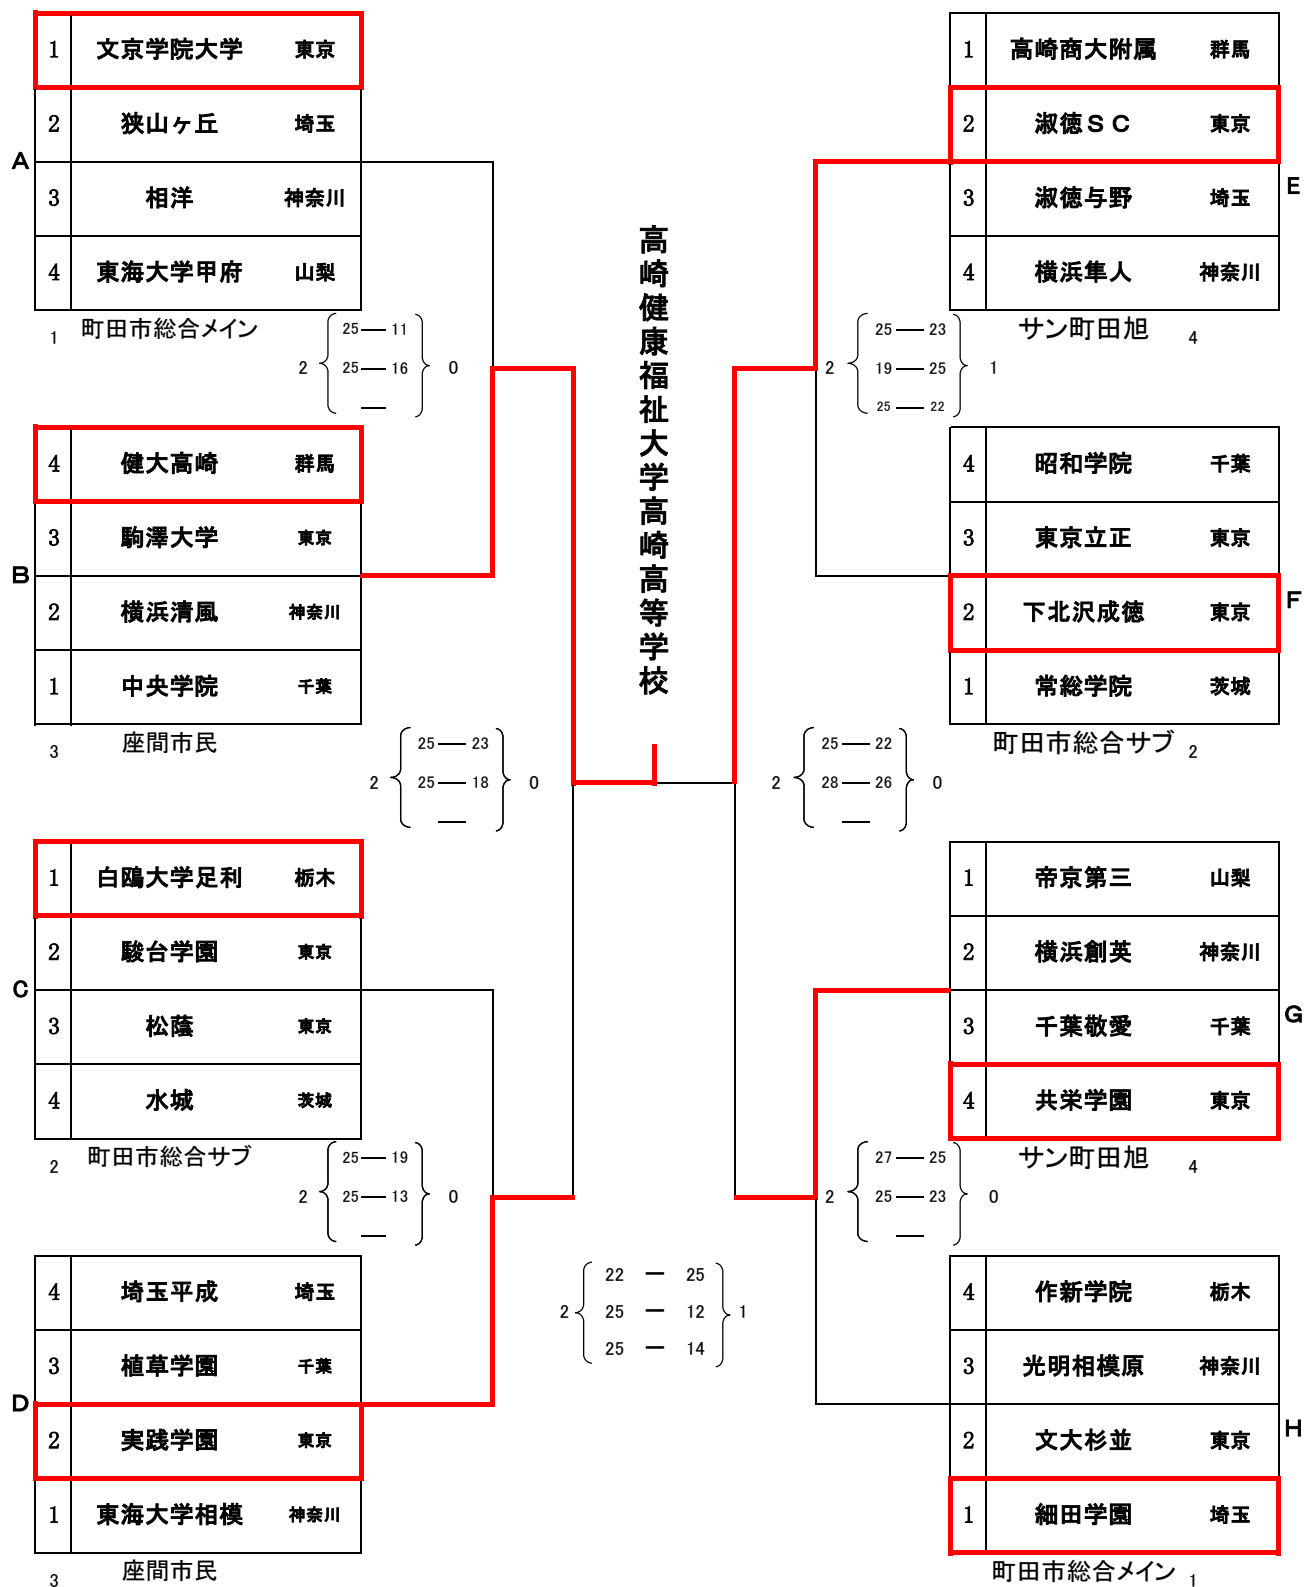 A
1 文京学院大学 東京
2 狭山ヶ丘 埼玉
3 相洋 神奈川
4 東海大学甲府 山梨
1 町田市総合メイン
25 — 11
2 25 — 16 0
—
B
4 健大高崎 群馬
3 駒澤大学 東京
2 横浜清風 神奈川
1 中央学院 千葉
3 座間市民
25 — 23
2 25 — 18 0
—
C
1 白鴎大学足利 栃木
2 駿台学園 東京
3 松蔭 東京
4 水城 茨城
2 町田市総合サブ
25 — 19
2 25 — 13 0
—
D
4 埼玉平成 埼玉
3 植草学園 千葉
2 実践学園 東京
1 東海大学相模 神奈川
3 座間市民
高崎健康福祉大学高崎高等学校
22 — 25
2 25 — 12 1
25 — 14
E
1 高崎商大附属 群馬
2 淑徳ＳＣ 東京
3 淑徳与野 埼玉
4 横浜隼人 神奈川
サン町田旭 4
25 — 23
2 19 — 25 1
25 — 22
F
4 昭和学院 千葉
3 東京立正 東京
2 下北沢成徳 東京
1 常総学院 茨城
町田市総合サブ 2
25 — 22
2 28 — 26 0
—
G
1 帝京第三 山梨
2 横浜創英 神奈川
3 千葉敬愛 千葉
4 共栄学園 東京
サン町田旭 4
27 — 25
2 25 — 23 0
—
H
4 作新学院 栃木
3 光明相模原 神奈川
2 文大杉並 東京
1 細田学園 埼玉
町田市総合メイン 1